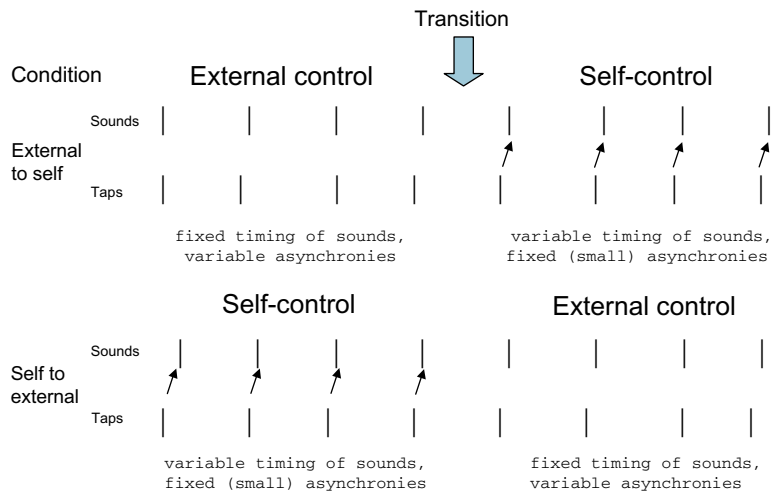 Transition
Condition
External control
Self-control
Sounds
External
to self
Taps
fixed timing of sounds,
variable asynchronies
variable timing of sounds,
fixed (small) asynchronies
Self-control
External control
Sounds
Self to
external
Taps
variable timing of sounds,
fixed (small) asynchronies
fixed timing of sounds,
variable asynchronies